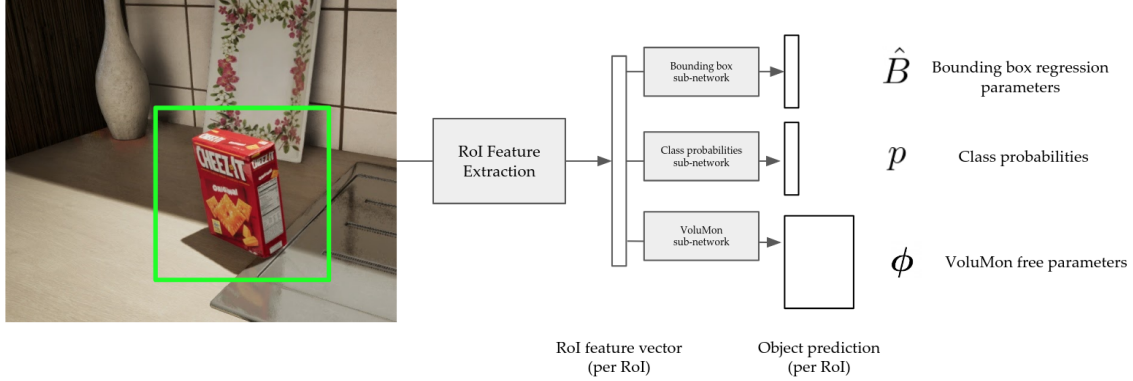 CHEEZ-IT
CHEEZ-IT
ORIGINAL
RoI Feature
Extraction
Bounding box
sub-network
Class probabilities
sub-network
VoluMon
sub-network
B̂
Bounding box regression
parameters
p
Class probabilities
ϕ
VoluMon free parameters
RoI feature vector
(per RoI)
Object prediction
(per RoI)